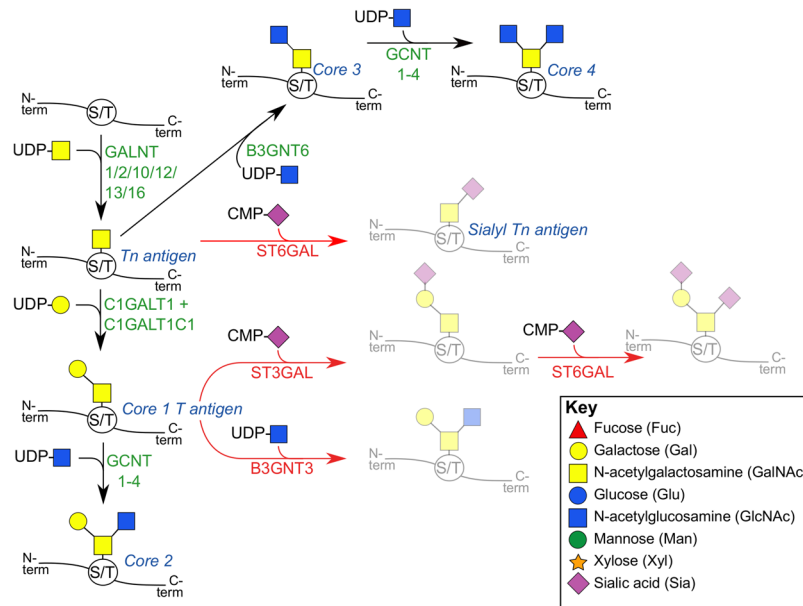 UDP-
GCNT
1-4
Core 3
Core 4
N-
term
S/T
C-
term
N-
term
S/T
C-
term
N-
term
S/T
C-
term
UDP-
GALNT
1/2/10/12/
13/16
B3GNT6
UDP-
CMP-
ST6GAL
Sialyl Tn antigen
N-
term
S/T
C-
term
Tn antigen
N-
term
S/T
C-
term
UDP-
C1GALT1 +
C1GALT1C1
CMP-
ST3GAL
N-
term
S/T
C-
term
CMP-
ST6GAL
N-
term
S/T
C-
term
Core 1 T antigen
N-
term
S/T
C-
term
UDP-
B3GNT3
N-
term
S/T
C-
term
UDP-
GCNT
1-4
Core 2
N-
term
S/T
C-
term
Key
Fucose (Fuc)
Galactose (Gal)
N-acetylgalactosamine (GalNAc)
Glucose (Glu)
N-acetylglucosamine (GlcNAc)
Mannose (Man)
Xylose (Xyl)
Sialic acid (Sia)